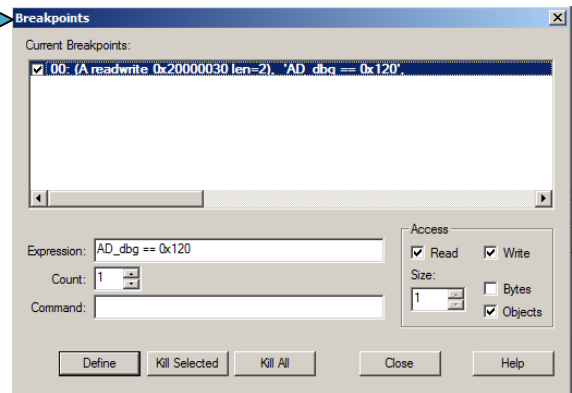 Breakpoints
Current Breakpoints:
00: (A readwrite 0x20000030 len=2), 'AD_dbg == 0x120',
Access
Expression: AD_dbg == 0x120
Read Write
Count: 1
Size:
1
Bytes
Command:
Objects
Define Kill Selected Kill All Close Help